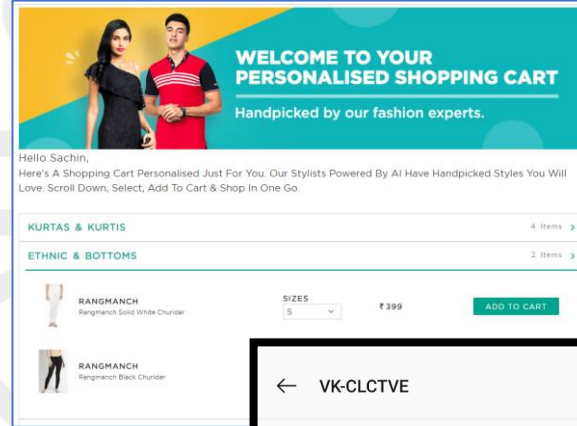 WELCOME TO YOUR
PERSONALISED SHOPPING CART
Handpicked by our fashion experts.
Hello Sachin,
Here's A Shopping Cart Personalised Just For You. Our Stylists Powered By AI Have Handpicked Styles You Will
Love. Scroll Down, Select, Add To Cart & Shop In One Go.
KURTAS & KURTIS 4 Items >
ETHNIC & BOTTOMS 2 Items >
RANGMANCH
Rangmanch Solid White Churidar
SIZES
S
₹ 399
ADD TO CART
RANGMANCH
Rangmanch Black Churidar
← VK-CLCTVE